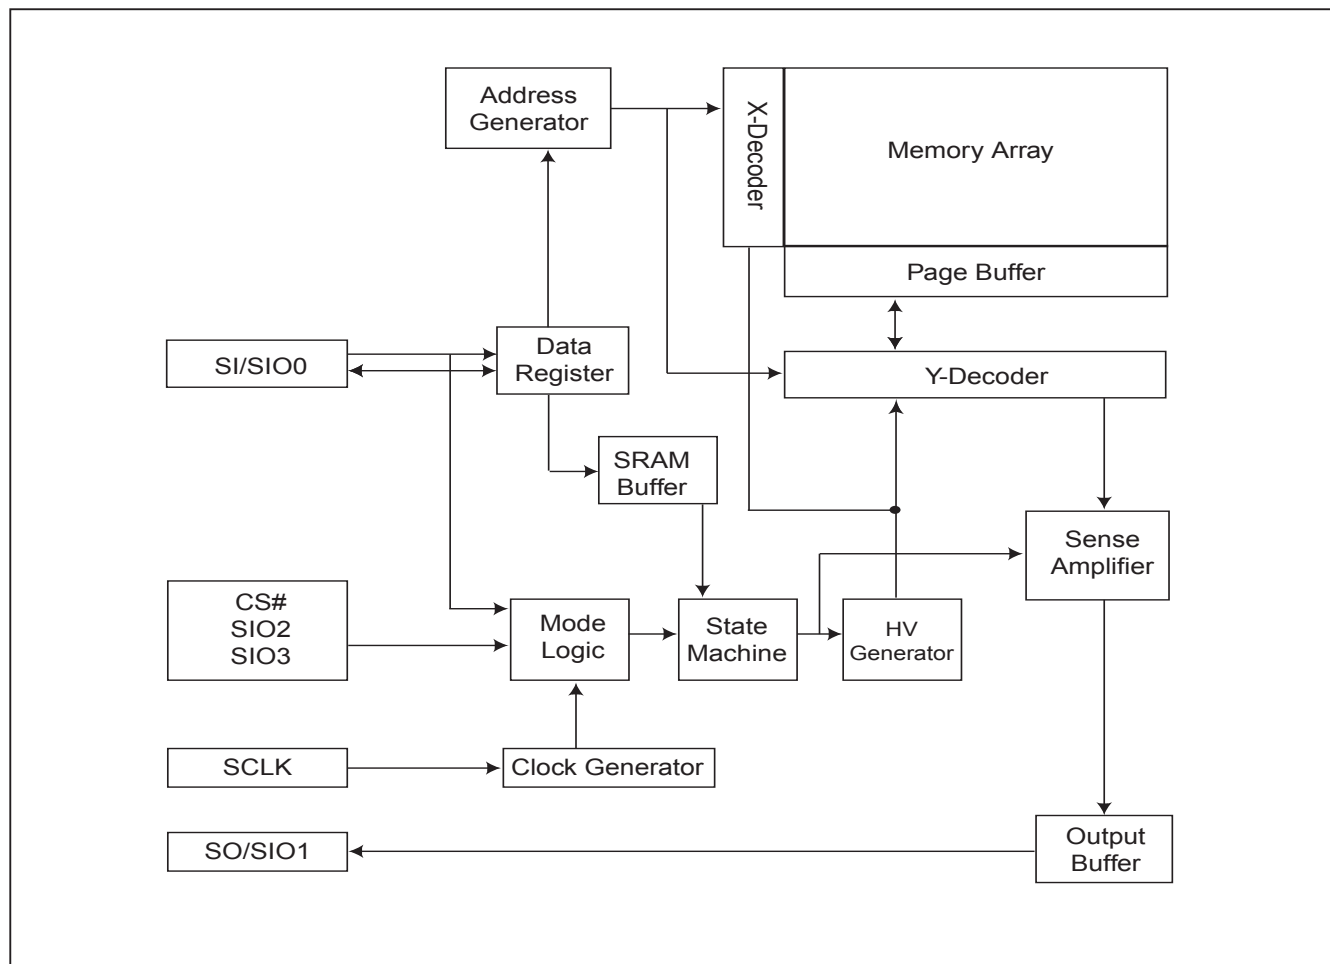 Address
Generator
X-Decoder
Memory Array
Page Buffer
SI/SIO0
Data
Register
Y-Decoder
SRAM
Buffer
Sense
Amplifier
CS#
SIO2
SIO3
Mode
Logic
State
Machine
HV
Generator
SCLK
Clock Generator
SO/SIO1
Output
Buffer